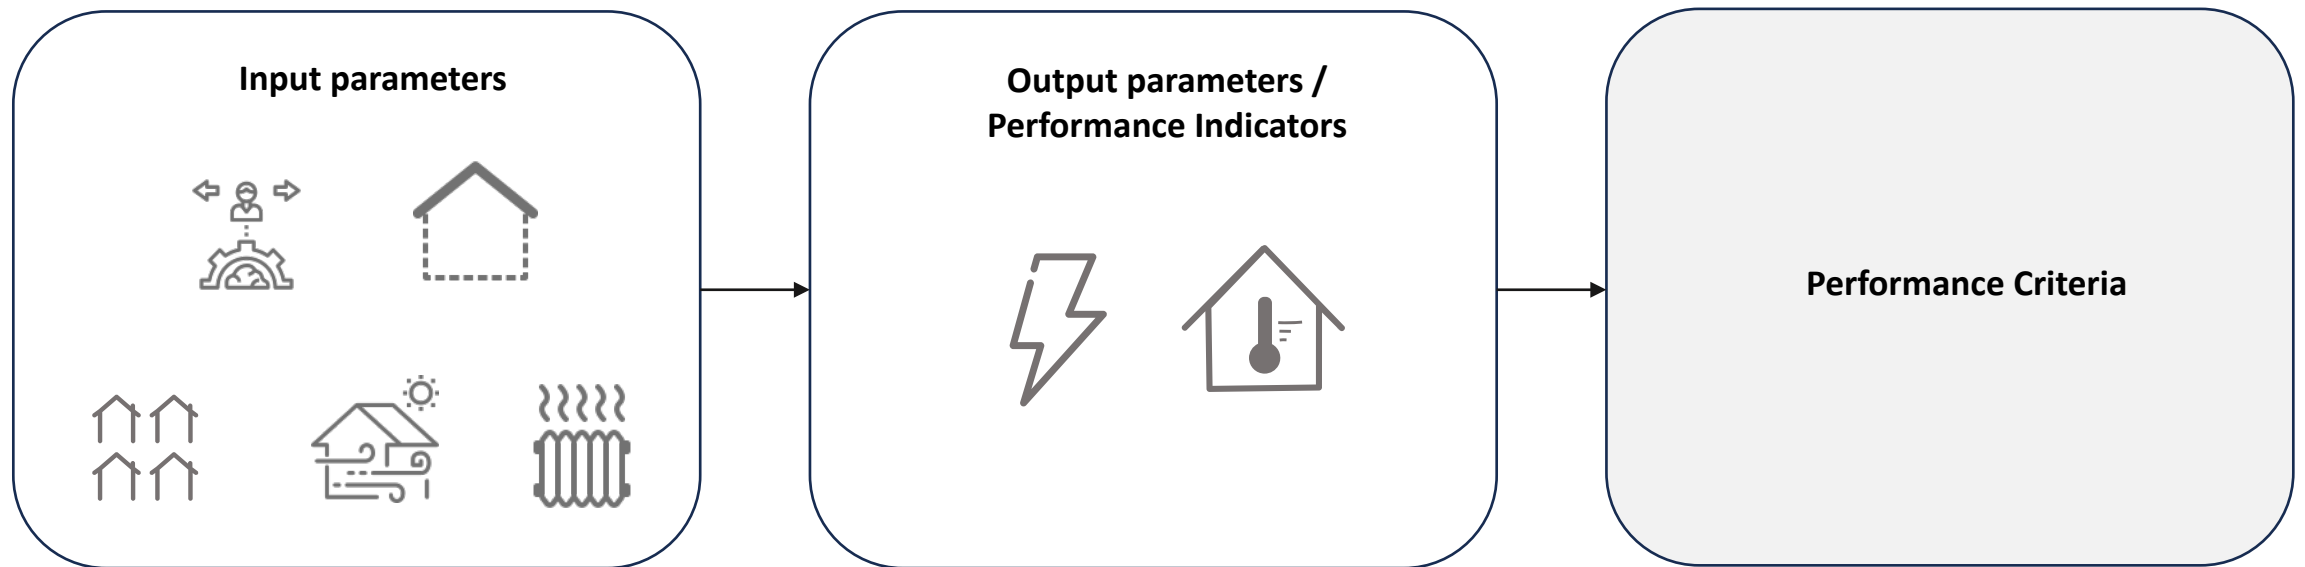 Input parameters
Output parameters /
Performance Indicators
Performance Criteria